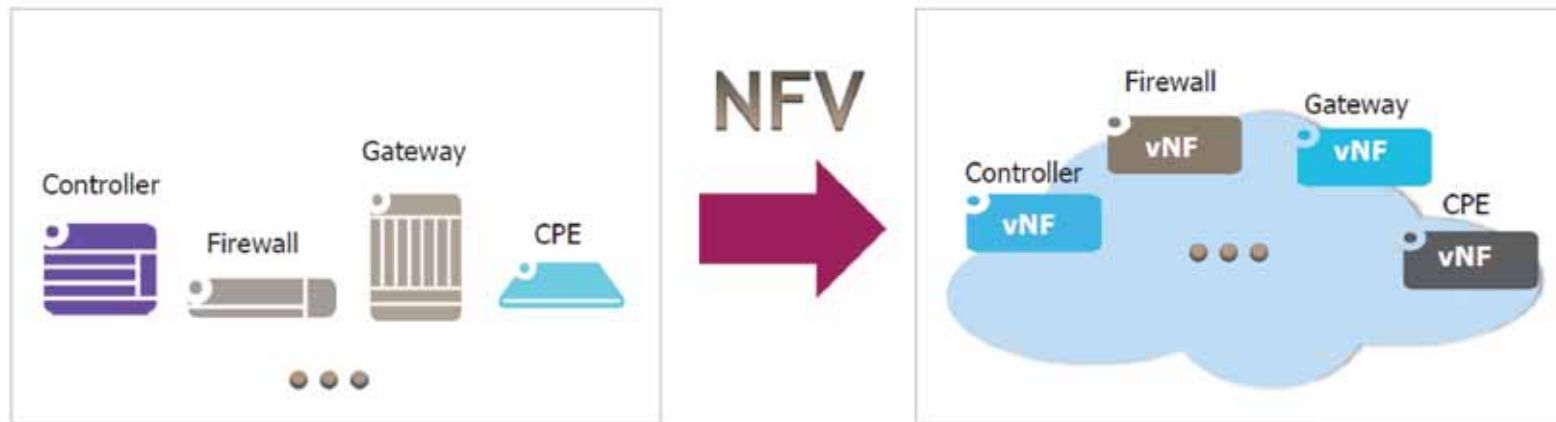 Controller
Firewall
Gateway
CPE
NFV
Controller
vNF
Firewall
vNF
Gateway
vNF
CPE
vNF